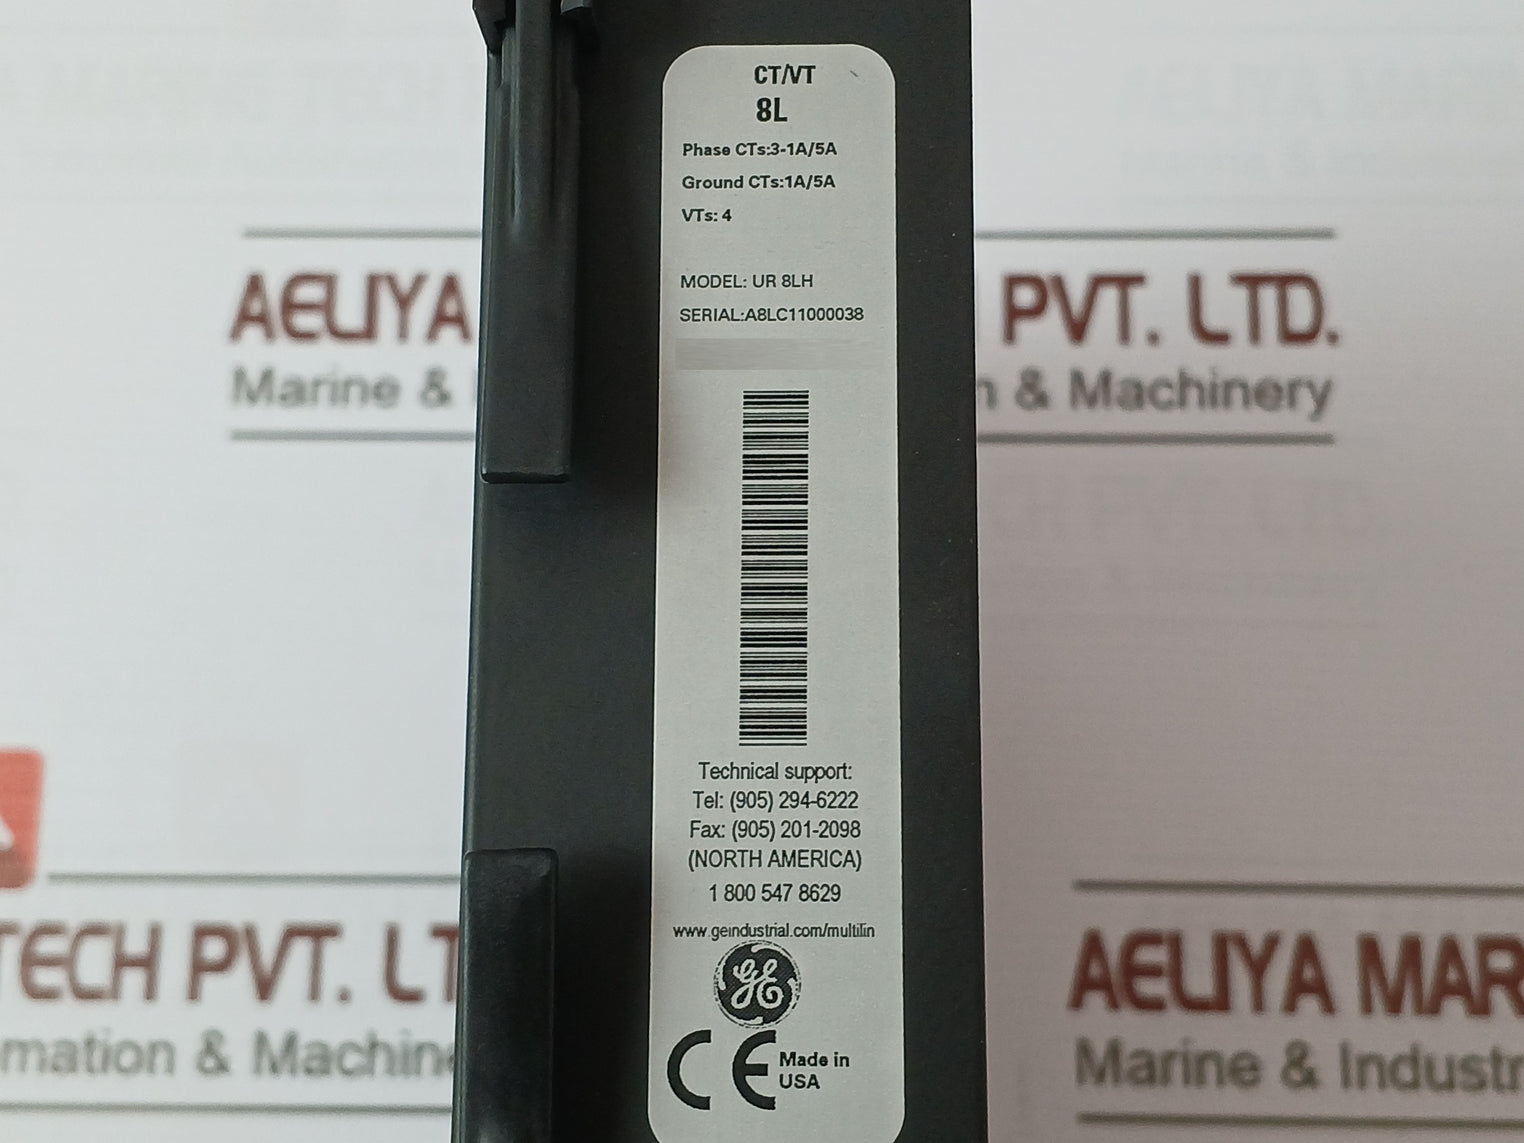 CT/VT
8L
Phase CTs:3-1A/5A
Ground CTs:1A/5A
VTs: 4
MODEL: UR 8LH
SERIAL:A8LC11000038
Technical support:
Tel: (905) 294-6222
Fax: (905) 201-2098
(NORTH AMERICA)
1 800 547 8629
www.geindustrial.com/multilin
GE
CE
Made in
USA
AELIYA PVT. LTD.
Marine & & Machinery
TECH PVT. LT
mation & Machine
AELIYA MAR
Marine & Industr